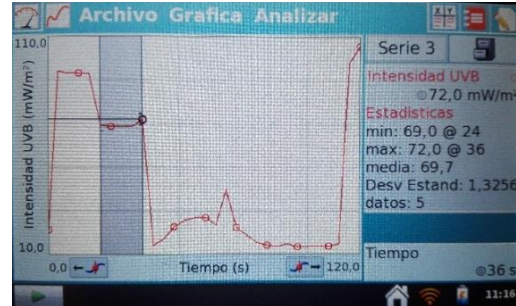 Archivo Grafica Analizar
X Y
110,0
Intensidad UVB (mW/m²)
10,0
0,0
Tiempo (s)
120,0
Serie 3
Intensidad UVB
72,0 mW/m²
Estadisticas
min: 69,0 @ 24
max: 72,0 @ 36
media: 69,7
Desv Estand: 1,3256
datos: 5
Tiempo
36 s
11:16